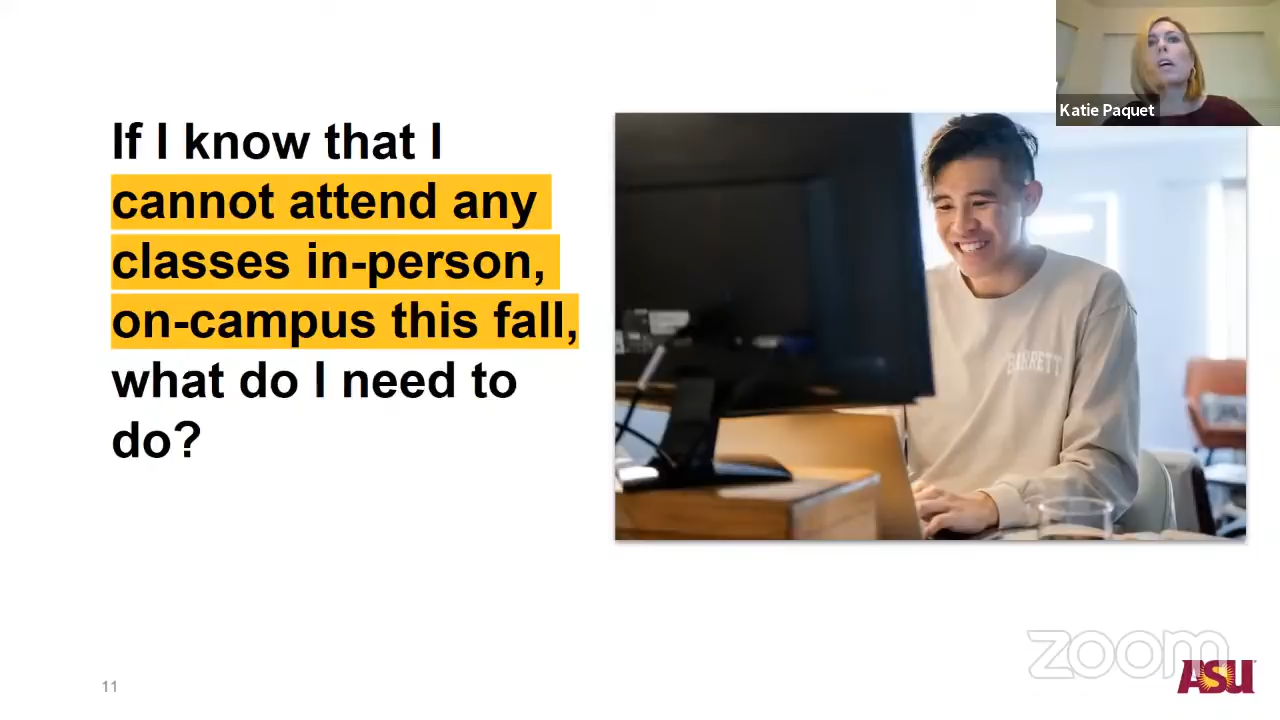 Katie Paquet
If I know that I
cannot attend any
classes in-person,
on-campus this fall,
what do I need to
do?
BARRETT
zoom
ASU
11